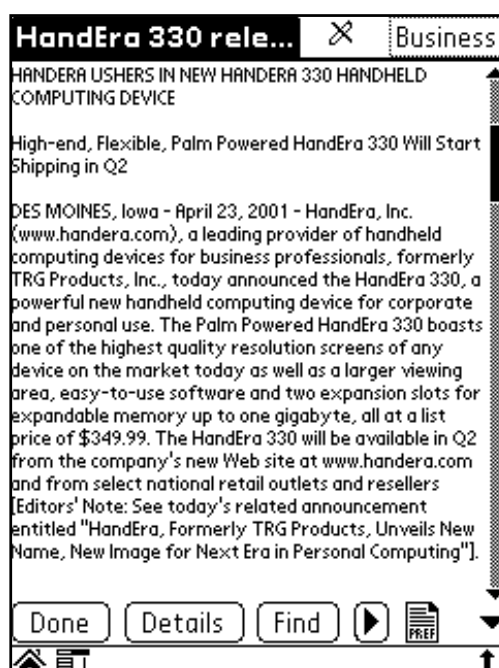 HandEra 330 rele...
Business
HANDERA USHERS IN NEW HANDERA 330 HANDHELD
COMPUTING DEVICE
High-end, Flexible, Palm Powered HandEra 330 Will Start
Shipping in Q2
DES MOINES, Iowa - April 23, 2001 - HandEra, Inc.
(www.handera.com), a leading provider of handheld
computing devices for business professionals, formerly
TRG Products, Inc., today announced the HandEra 330, a
powerful new handheld computing device for corporate
and personal use. The Palm Powered HandEra 330 boasts
one of the highest quality resolution screens of any
device on the market today as well as a larger viewing
area, easy-to-use software and two expansion slots for
expandable memory up to one gigabyte, all at a list
price of $349.99. The HandEra 330 will be available in Q2
from the company's new Web site at www.handera.com
and from select national retail outlets and resellers
[Editors' Note: See today's related announcement
entitled "HandEra, Formerly TRG Products, Unveils New
Name, New Image for Next Era in Personal Computing"].
Done Details Find PREF